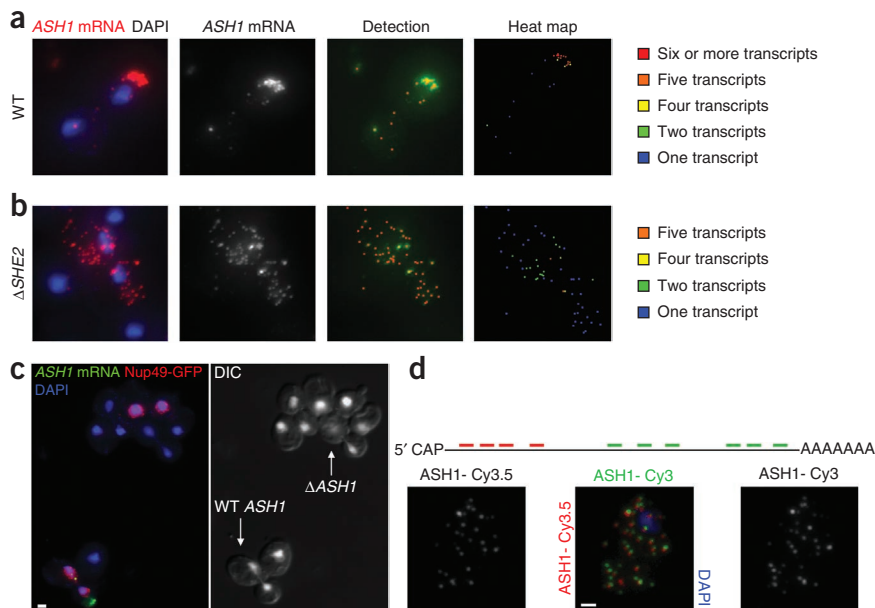 a
ASH1 mRNA DAPI
ASH1 mRNA
Detection
Heat map
WT
Six or more transcripts
Five transcripts
Four transcripts
Two transcripts
One transcript
b
ΔSHE2
Five transcripts
Four transcripts
Two transcripts
One transcript
c
ASH1 mRNA Nup49-GFP
DAPI
DIC
ΔASH1
WT ASH1
d
5′ CAP
AAAAAAA
ASH1- Cy3.5
ASH1- Cy3
ASH1- Cy3
ASH1- Cy3.5
DAPI